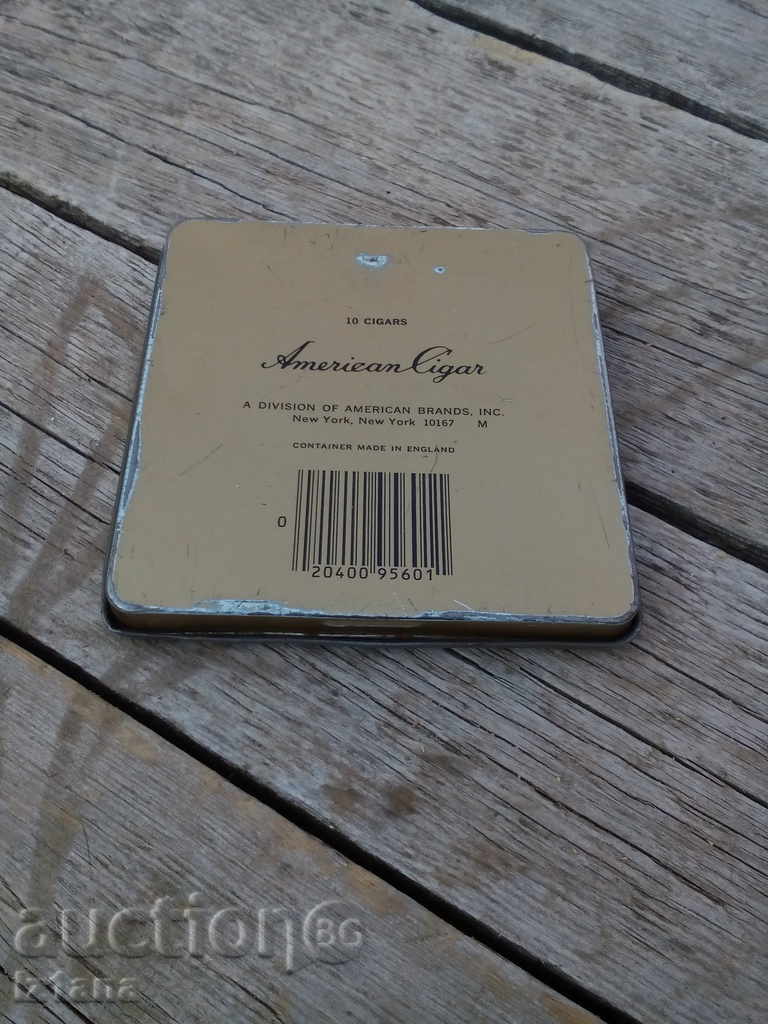 10 CIGARS
American Cigar
A DIVISION OF AMERICAN BRANDS, INC.
New York, New York 10167 M
CONTAINER MADE IN ENGLAND
0 20400 95601
auction BG
Iztana